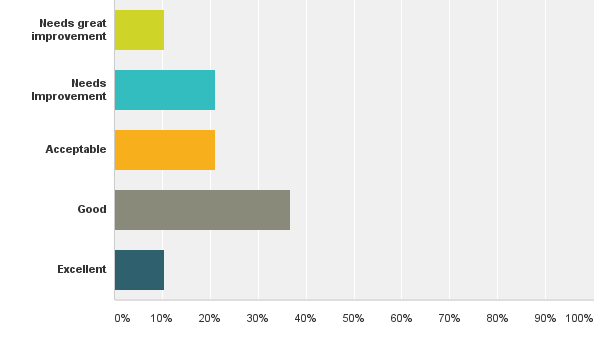 Needs great
improvement
Needs
Improvement
Acceptable
Good
Excellent
0% 10% 20% 30% 40% 50% 60% 70% 80% 90% 100%